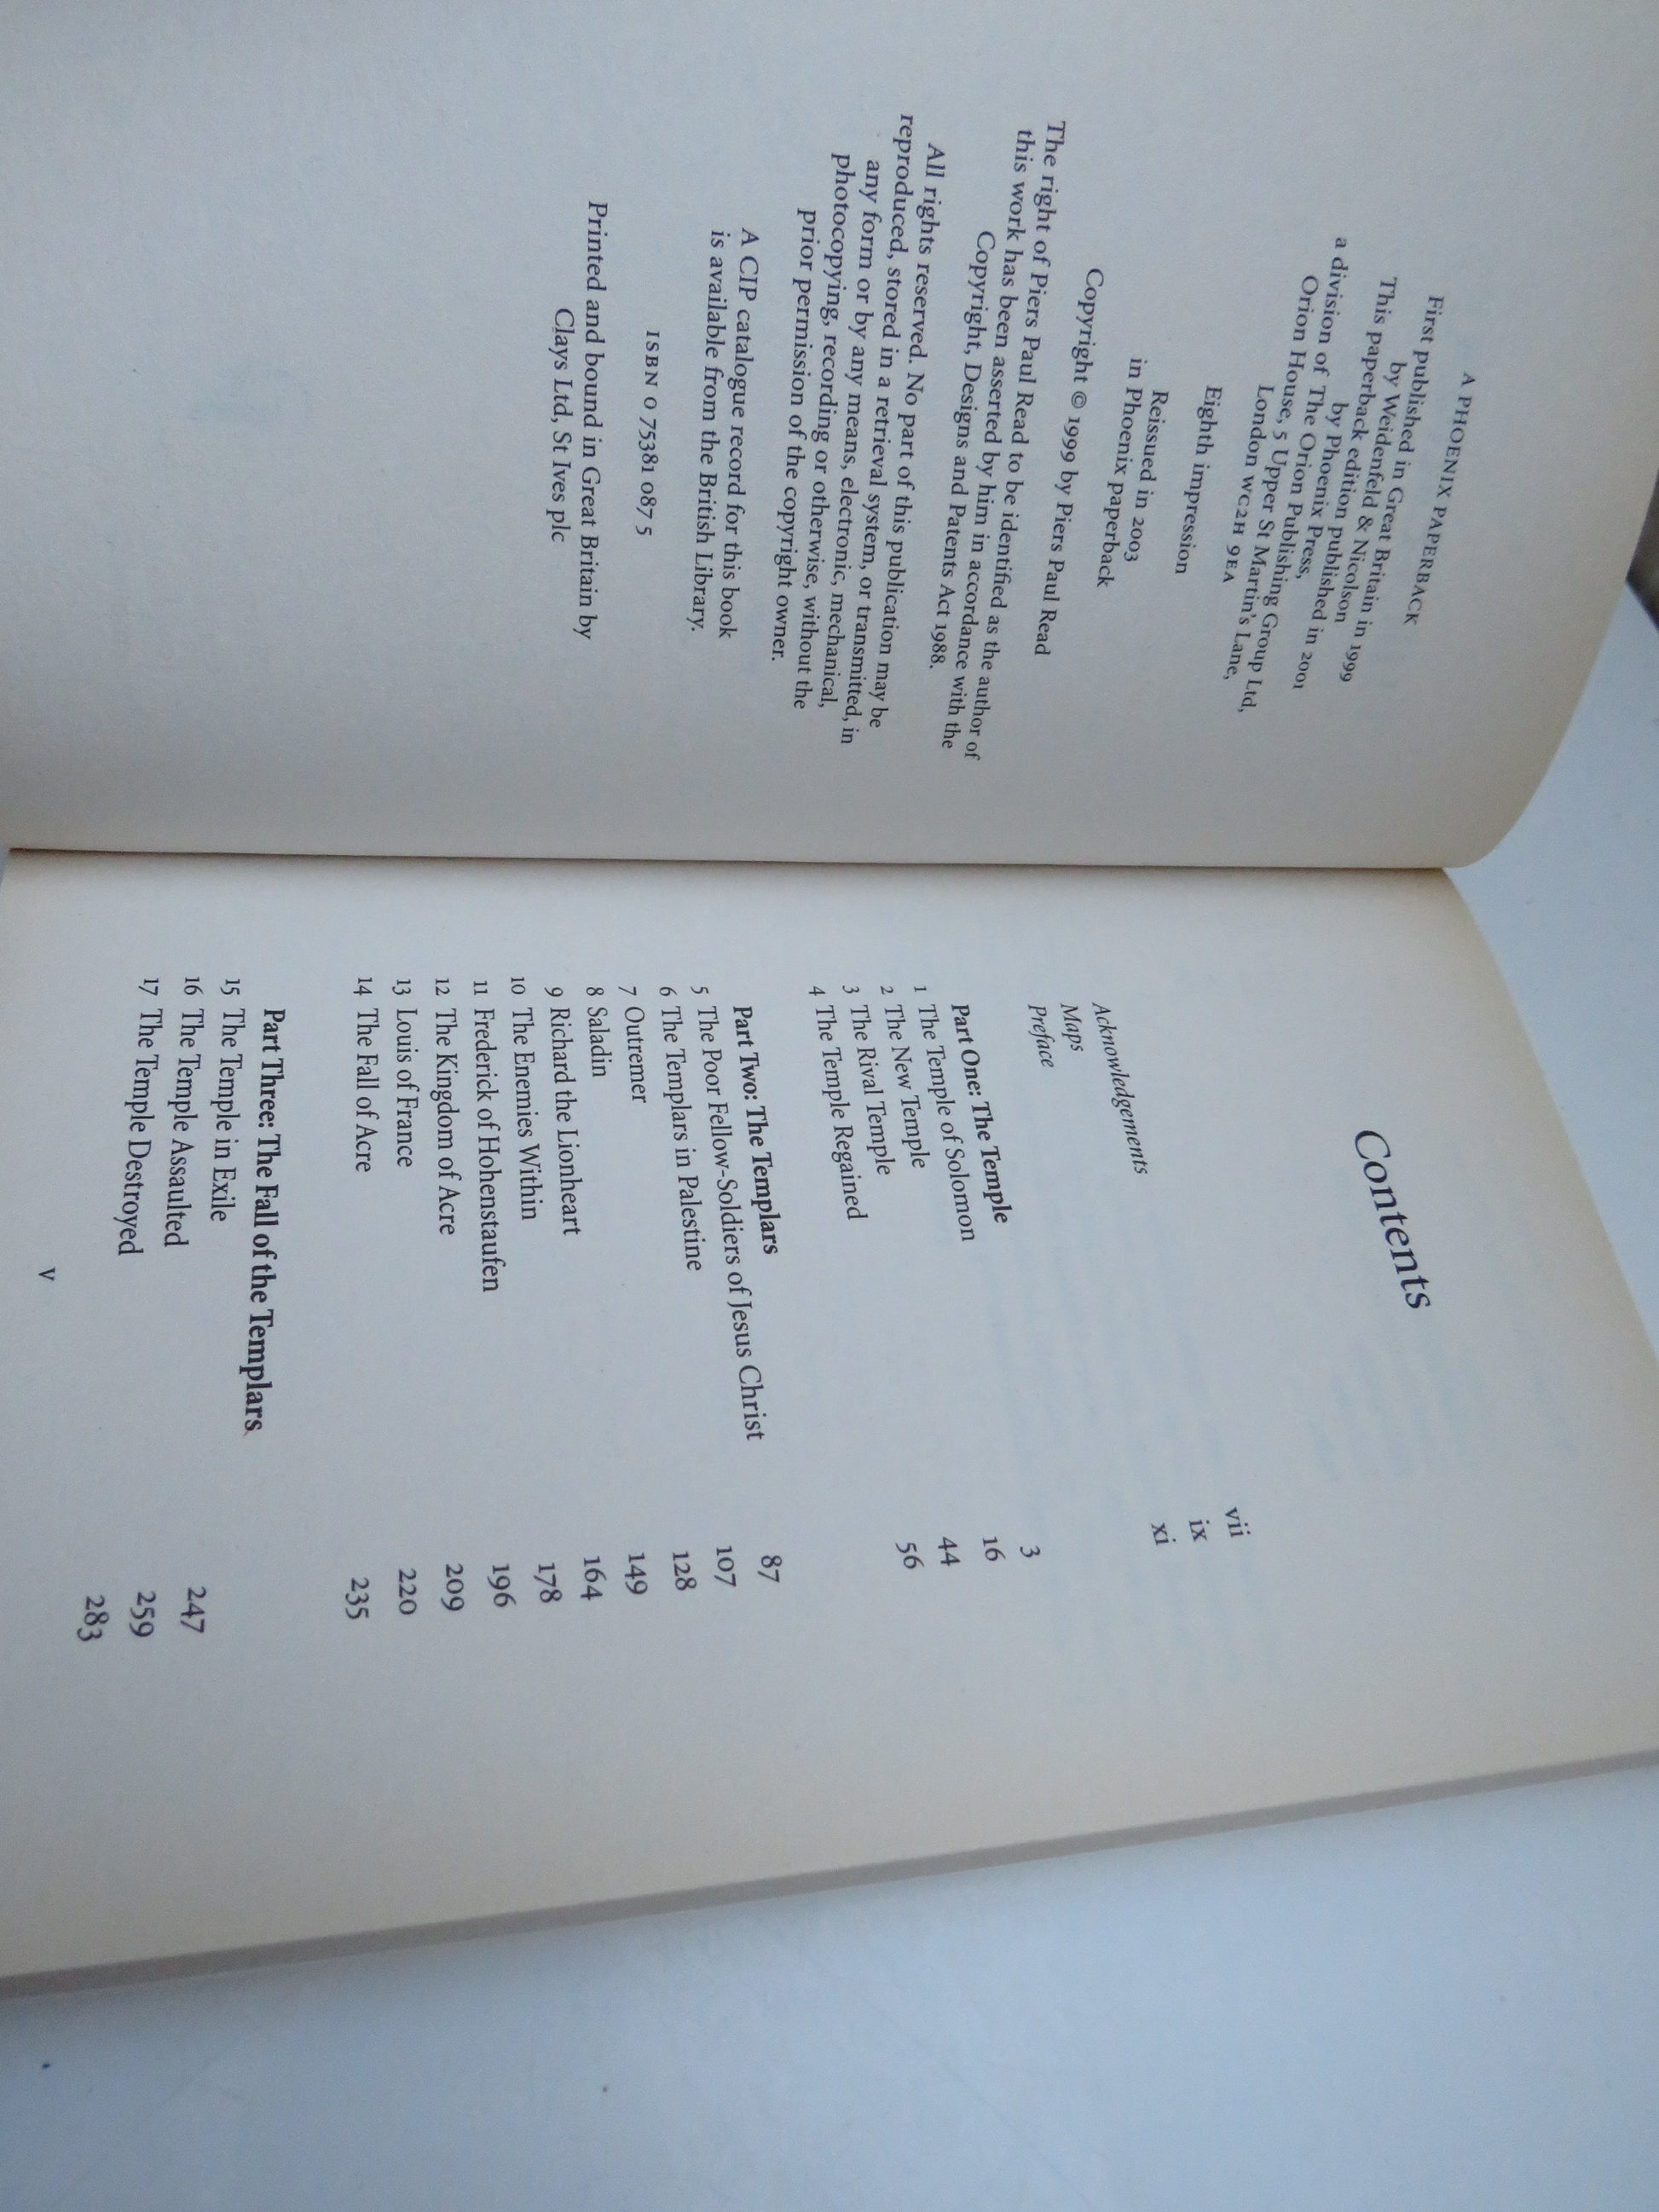 A PHOENIX PAPERBACK
First published in Great Britain in 1999
by Weidenfeld & Nicolson
This paperback edition published in 2001
by Phoenix Press,
a division of The Orion Publishing Group Ltd,
Orion House, 5 Upper St Martin's Lane,
London WC2H 9EA
Eighth impression
Reissued in 2003
in Phoenix paperback
Copyright © 1999 by Piers Paul Read
The right of Piers Paul Read to be identified as the author of
this work has been asserted by him in accordance with the
Copyright, Designs and Patents Act 1988.
All rights reserved. No part of this publication may be
reproduced, stored in a retrieval system, or transmitted, in
any form or by any means, electronic, mechanical,
photocopying, recording or otherwise, without the
prior permission of the copyright owner.
A CIP catalogue record for this book
is available from the British Library.
ISBN 0 75381 087 5
Printed and bound in Great Britain by
Clays Ltd, St Ives plc
Contents
Acknowledgements vii
Maps ix
Preface xi
Part One: The Temple
1 The Temple of Solomon 3
2 The New Temple 16
3 The Rival Temple 44
4 The Temple Regained 56
Part Two: The Templars
5 The Poor Fellow-Soldiers of Jesus Christ 87
6 The Templars in Palestine 107
7 Outremer 128
8 Saladin 149
9 Richard the Lionheart 164
10 The Enemies Within 178
11 Frederick of Hohenstaufen 196
12 The Kingdom of Acre 209
13 Louis of France 220
14 The Fall of Acre 235
Part Three: The Fall of the Templars
15 The Temple in Exile 247
16 The Temple Assaulted 259
17 The Temple Destroyed 283
v